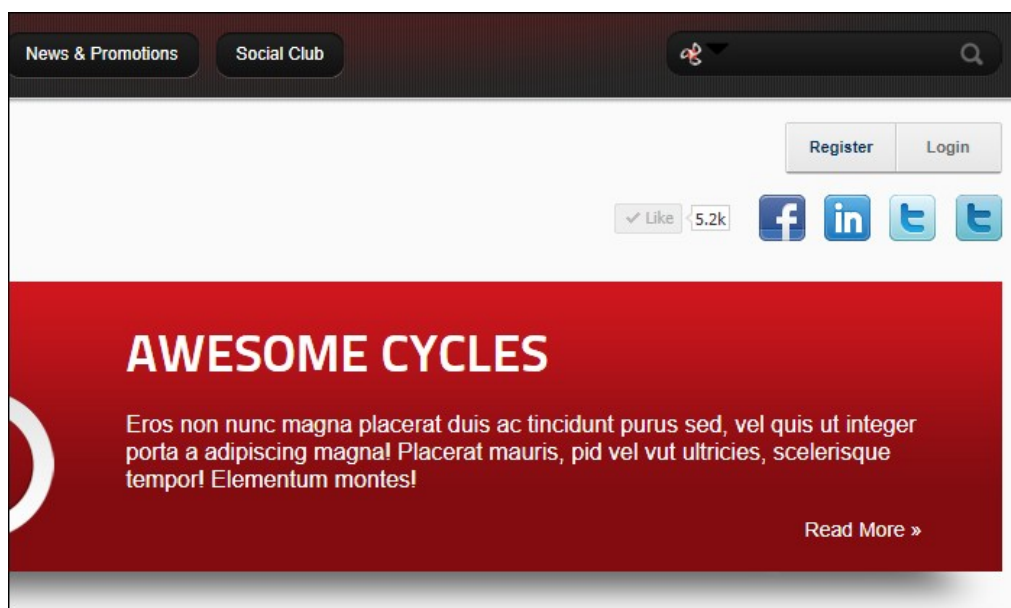 News & Promotions Social Club
Register Login
Like 5.2k f in t t
AWESOME CYCLES
Eros non nunc magna placerat duis ac tincidunt purus sed, vel quis ut integer
porta a adipiscing magna! Placerat mauris, pid vel vut ultricies, scelerisque
tempor! Elementum montes!
Read More »